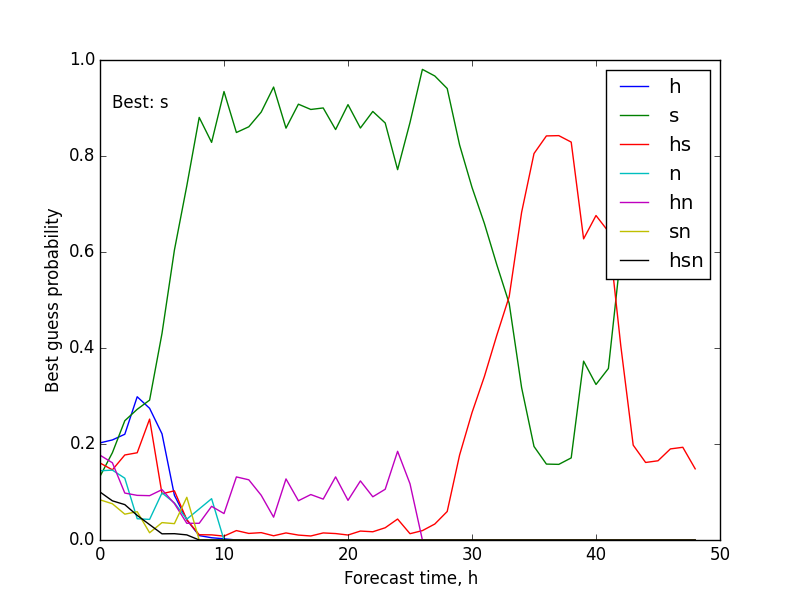 1.0
0.8
0.6
0.4
0.2
0.0
Best guess probability
Best: s
h
s
hs
n
hn
sn
hsn
0 10 20 30 40 50
Forecast time, h